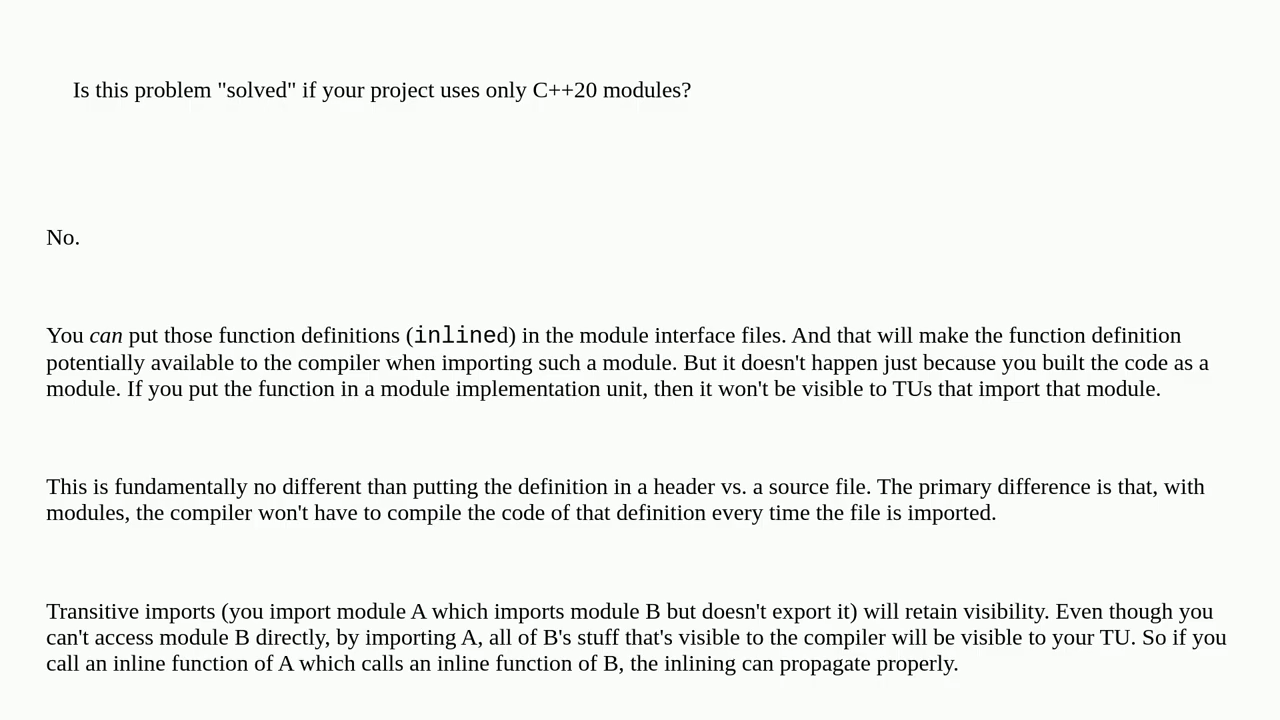 Is this problem "solved" if your project uses only C++20 modules?
No.
You can put those function definitions (inlined) in the module interface files. And that will make the function definition
potentially available to the compiler when importing such a module. But it doesn't happen just because you built the code as a
module. If you put the function in a module implementation unit, then it won't be visible to TUs that import that module.
This is fundamentally no different than putting the definition in a header vs. a source file. The primary difference is that, with
modules, the compiler won't have to compile the code of that definition every time the file is imported.
Transitive imports (you import module A which imports module B but doesn't export it) will retain visibility. Even though you
can't access module B directly, by importing A, all of B's stuff that's visible to the compiler will be visible to your TU. So if you
call an inline function of A which calls an inline function of B, the inlining can propagate properly.